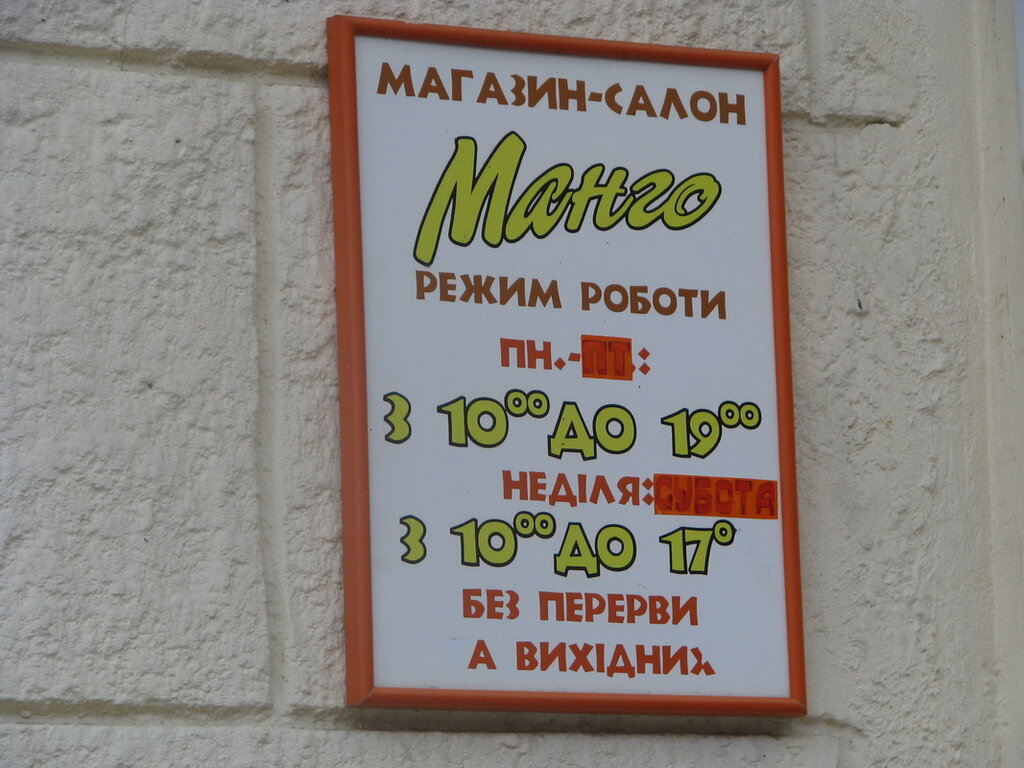 МАГАЗИН-САЛОН
Манго
РЕЖИМ РОБОТИ
ПН.-ПТ.:
З 10⁰⁰ ДО 19⁰⁰
НЕДІЛЯ: СУБОТА
З 10⁰⁰ ДО 17⁰
БЕЗ ПЕРЕРВИ
А ВИХІДНИХ